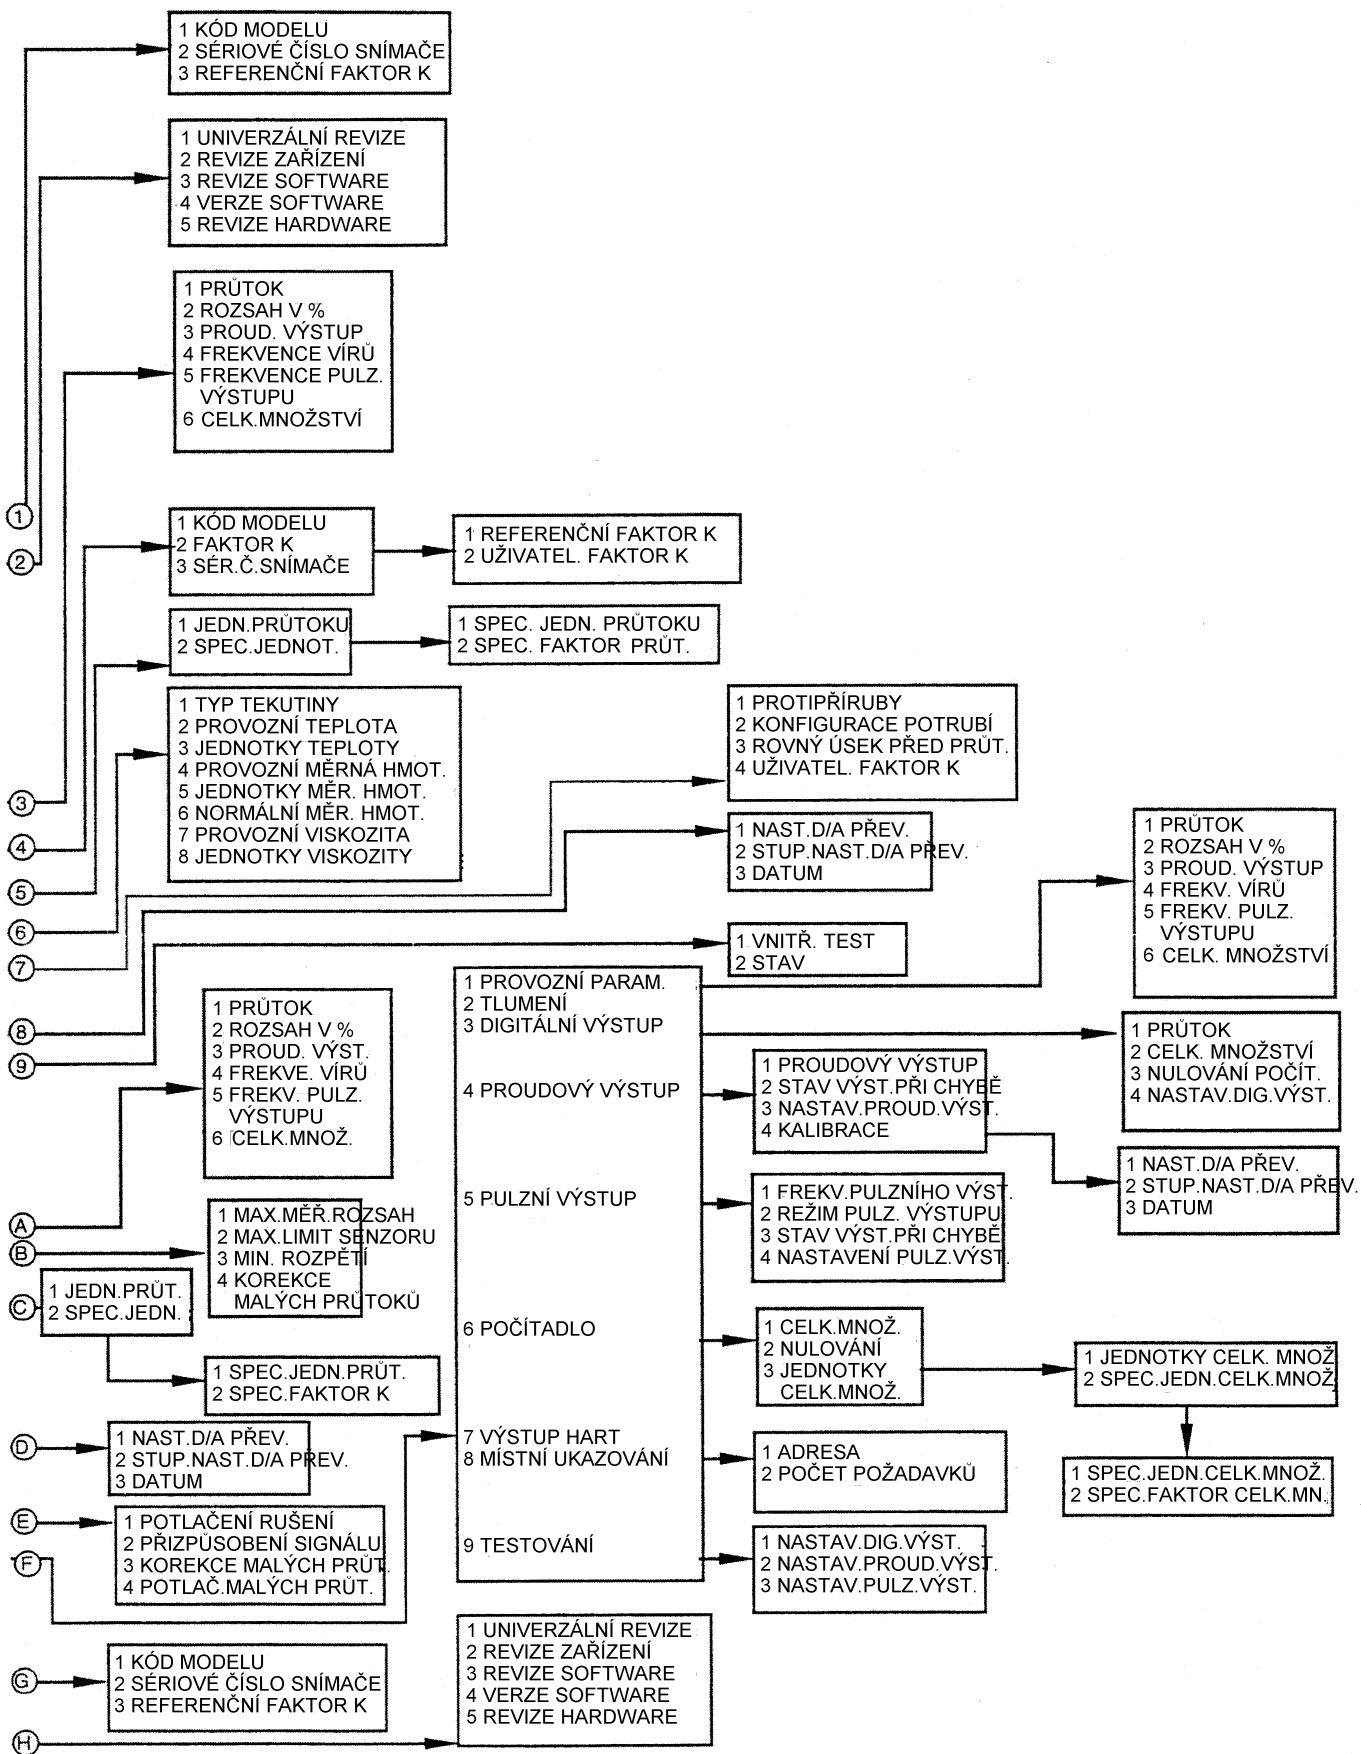 1 KÓD MODELU
2 SÉRIOVÉ ČÍSLO SNÍMAČE
3 REFERENČNÍ FAKTOR K
1 UNIVERZÁLNÍ REVIZE
2 REVIZE ZAŘÍZENÍ
3 REVIZE SOFTWARE
4 VERZE SOFTWARE
5 REVIZE HARDWARE
1 PRŮTOK
2 ROZSAH V %
3 PROUD. VÝSTUP
4 FREKVENCE VÍRŮ
5 FREKVENCE PULZ.
VÝSTUPU
6 CELK.MNOŽSTVÍ
1
2
1 KÓD MODELU
2 FAKTOR K
3 SÉR.Č.SNÍMAČE
1 REFERENČNÍ FAKTOR K
2 UŽIVATEL. FAKTOR K
1 JEDN.PRŮTOKU
2 SPEC.JEDNOT.
1 SPEC. JEDN. PRŮTOKU
2 SPEC. FAKTOR PRŮT.
1 TYP TEKUTINY
2 PROVOZNÍ TEPLOTA
3 JEDNOTKY TEPLOTY
4 PROVOZNÍ MĚRNÁ HMOT.
5 JEDNOTKY MĚR. HMOT.
6 NORMÁLNÍ MĚR. HMOT.
7 PROVOZNÍ VISKOZITA
8 JEDNOTKY VISKOZITY
1 PROTIPŘÍRUBY
2 KONFIGURACE POTRUBÍ
3 ROVNÝ ÚSEK PŘED PRŮT.
4 UŽIVATEL. FAKTOR K
3
4
5
6
7
8
9
1 NAST.D/A PŘEV.
2 STUP.NAST.D/A PŘEV.
3 DATUM
1 PRŮTOK
2 ROZSAH V %
3 PROUD. VÝSTUP
4 FREKV. VÍRŮ
5 FREKV. PULZ.
VÝSTUPU
6 CELK. MNOŽSTVÍ
1 VNITŘ. TEST
2 STAV
1 PRŮTOK
2 ROZSAH V %
3 PROUD. VÝST.
4 FREKVE. VÍRŮ
5 FREKV. PULZ.
VÝSTUPU
6 CELK.MNOŽ.
1 PROVOZNÍ PARAM.
2 TLUMENÍ
3 DIGITÁLNÍ VÝSTUP
4 PROUDOVÝ VÝSTUP
5 PULZNÍ VÝSTUP
6 POČÍTADLO
7 VÝSTUP HART
8 MÍSTNÍ UKAZOVÁNÍ
9 TESTOVÁNÍ
1 PRŮTOK
2 CELK. MNOŽSTVÍ
3 NULOVÁNÍ POČÍT.
4 NASTAV.DIG.VÝST.
1 PROUDOVÝ VÝSTUP
2 STAV VÝST.PŘI CHYBĚ
3 NASTAV.PROUD.VÝST.
4 KALIBRACE
1 NAST.D/A PŘEV.
2 STUP.NAST.D/A PŘEV.
3 DATUM
1 FREKV.PULZNÍHO VÝST.
2 REŽIM PULZ. VÝSTUPU
3 STAV VÝST.PŘI CHYBĚ
4 NASTAVENÍ PULZ.VÝST.
A
B
C
1 MAX.MĚŘ.ROZSAH
2 MAX.LIMIT SENZORU
3 MIN. ROZPĚTÍ
4 KOREKCE
MALÝCH PRŮTOKŮ
1 JEDN.PRŮT.
2 SPEC.JEDN.
1 SPEC.JEDN.PRŮT.
2 SPEC.FAKTOR K
1 CELK.MNOŽ.
2 NULOVÁNÍ
3 JEDNOTKY
CELK.MNOŽ.
1 JEDNOTKY CELK. MNOŽ
2 SPEC.JEDN.CELK.MNOŽ
1 SPEC.JEDN.CELK.MNOŽ.
2 SPEC.FAKTOR CELK.MN.
D
1 NAST.D/A PŘEV.
2 STUP.NAST.D/A PŘEV.
3 DATUM
1 ADRESA
2 POČET POŽADAVKŮ
E
F
1 POTLAČENÍ RUŠENÍ
2 PŘIZPŮSOBENÍ SIGNÁLU
3 KOREKCE MALÝCH PRŮT.
4 POTLAČ.MALÝCH PRŮT.
1 NASTAV.DIG.VÝST.
2 NASTAV.PROUD.VÝST.
3 NASTAV.PULZ.VÝST.
G
1 KÓD MODELU
2 SÉRIOVÉ ČÍSLO SNÍMAČE
3 REFERENČNÍ FAKTOR K
H
1 UNIVERZÁLNÍ REVIZE
2 REVIZE ZAŘÍZENÍ
3 REVIZE SOFTWARE
4 VERZE SOFTWARE
5 REVIZE HARDWARE